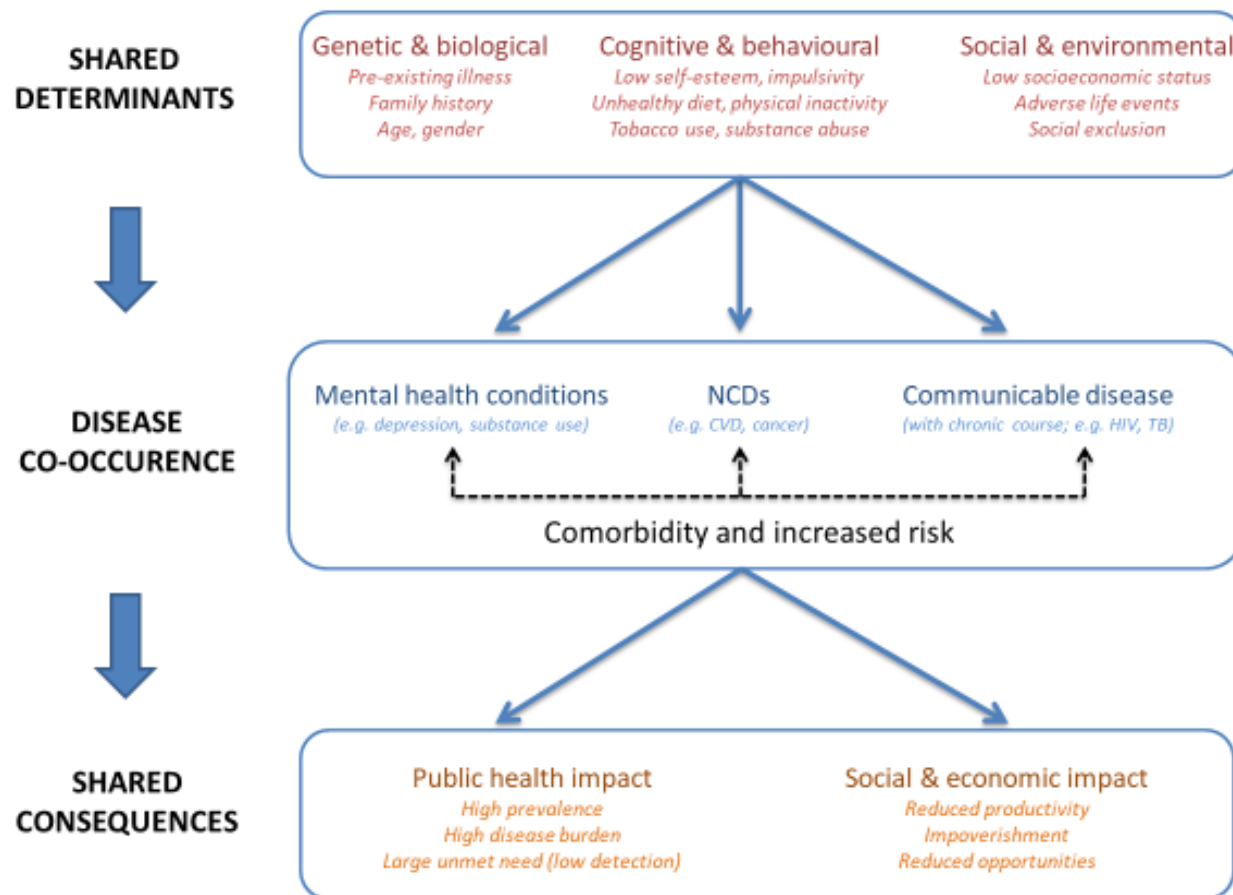 SHARED
DETERMINANTS
Genetic & biological
Pre-existing illness
Family history
Age, gender
Cognitive & behavioural
Low self-esteem, impulsivity
Unhealthy diet, physical inactivity
Tobacco use, substance abuse
Social & environmental
Low socioeconomic status
Adverse life events
Social exclusion
DISEASE
CO-OCCURENCE
Mental health conditions
(e.g. depression, substance use)
NCDs
(e.g. CVD, cancer)
Communicable disease
(with chronic course; e.g. HIV, TB)
Comorbidity and increased risk
SHARED
CONSEQUENCES
Public health impact
High prevalence
High disease burden
Large unmet need (low detection)
Social & economic impact
Reduced productivity
Impoverishment
Reduced opportunities